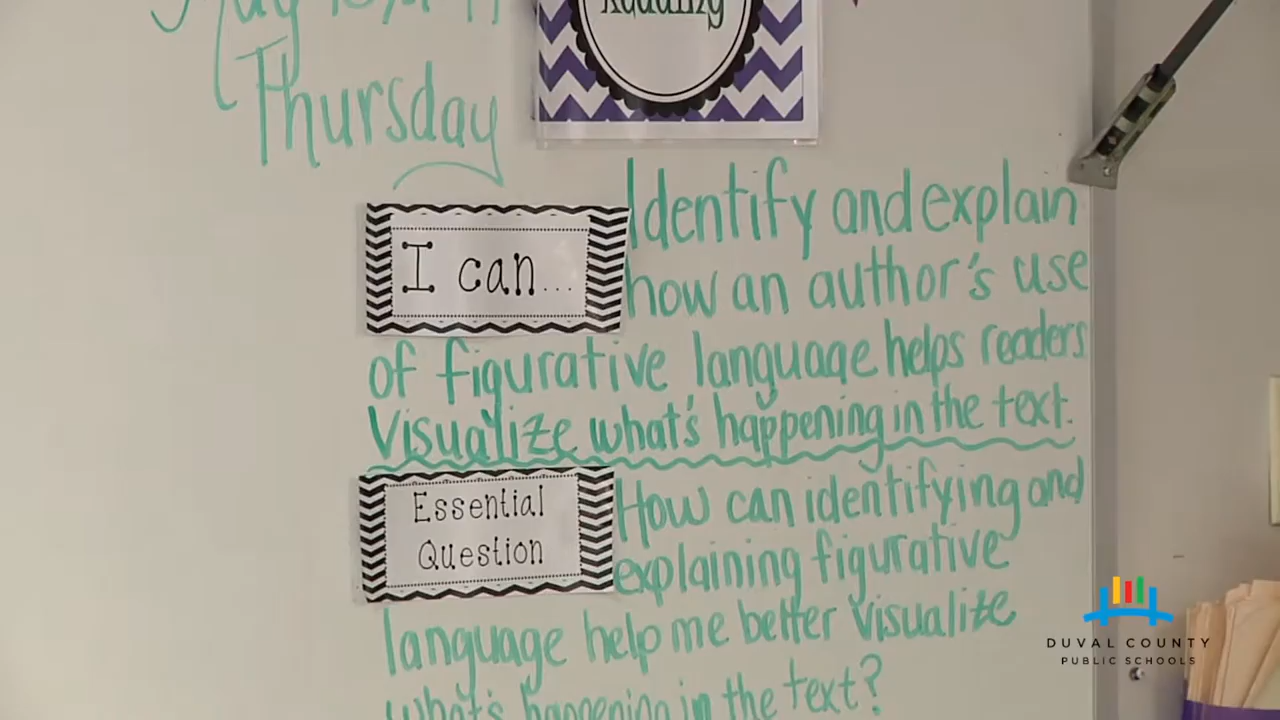 May
Reading
Thursday
I can... Identify and explain
how an author's use
of figurative language helps readers
Visualize what's happening in the text.
Essential Question How can identifying and
explaining figurative
language help me better visualize
what's happening in the text?
DUVAL COUNTY
PUBLIC SCHOOLS